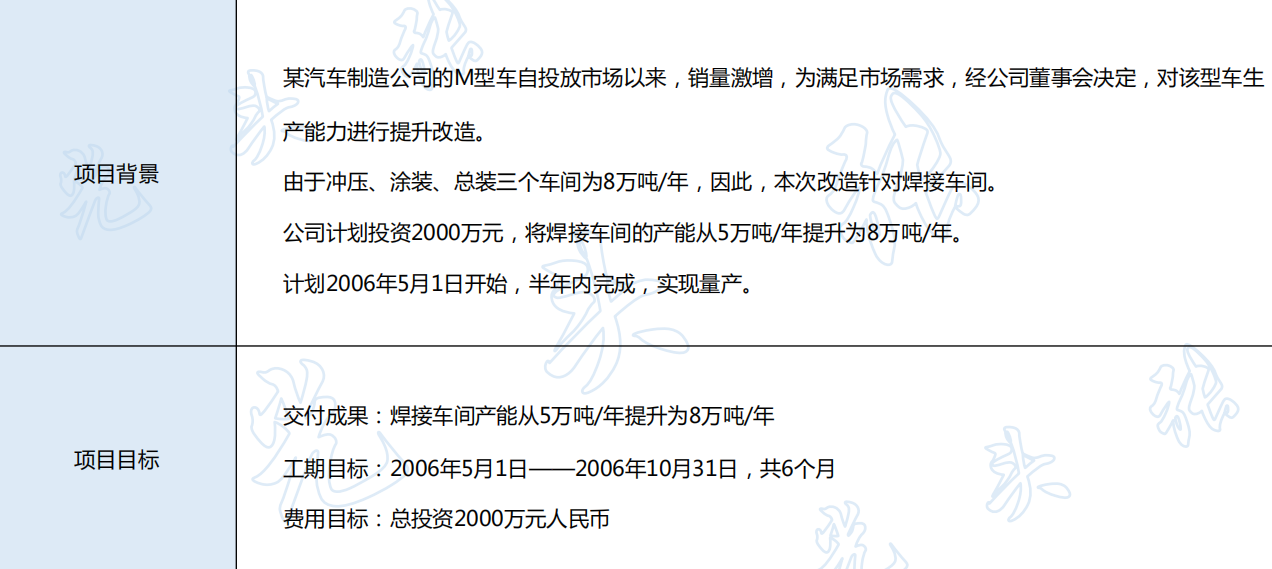 某汽车制造公司的M型车自投放市场以来，销量激增，为满足市场需求，经公司董事会决定，对该型车生
产能力进行提升改造。
项目背景
由于冲压、涂装、总装三个车间为8万吨/年，因此，本次改造针对焊接车间。
公司计划投资2000万元，将焊接车间的产能从5万吨/年提升为8万吨/年。
计划2006年5月1日开始，半年内完成，实现量产。
交付成果：焊接车间产能从5万吨/年提升为8万吨/年
项目目标
工期目标：2006年5月1日——2006年10月31日，共6个月
费用目标：总投资2000万元人民币